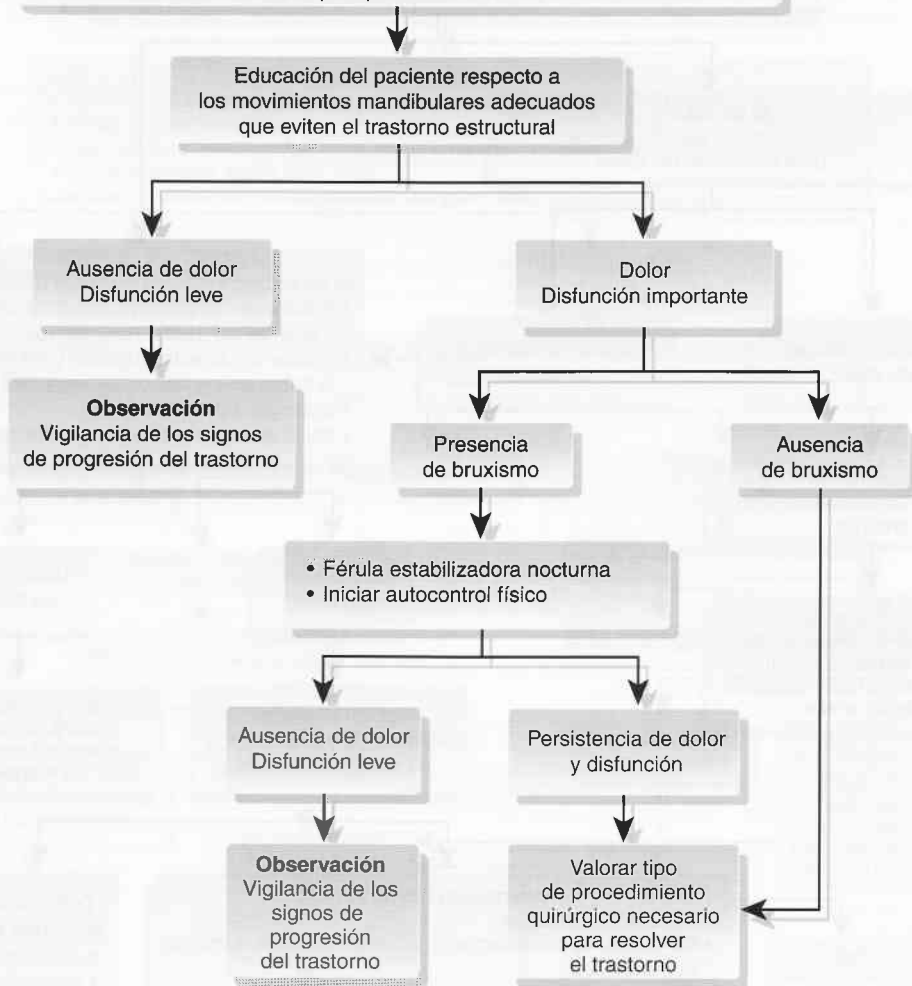 Educación del paciente respecto a
los movimientos mandibulares adecuados
que eviten el trastorno estructural
Ausencia de dolor
Disfunción leve
Dolor
Disfunción importante
Observación
Vigilancia de los signos
de progresión del trastorno
Presencia
de bruxismo
Ausencia
de bruxismo
• Férula estabilizadora nocturna
• Iniciar autocontrol físico
Ausencia de dolor
Disfunción leve
Persistencia de dolor
y disfunción
Observación
Vigilancia de los
signos de
progresión
del trastorno
Valorar tipo
de procedimiento
quirúrgico necesario
para resolver
el trastorno